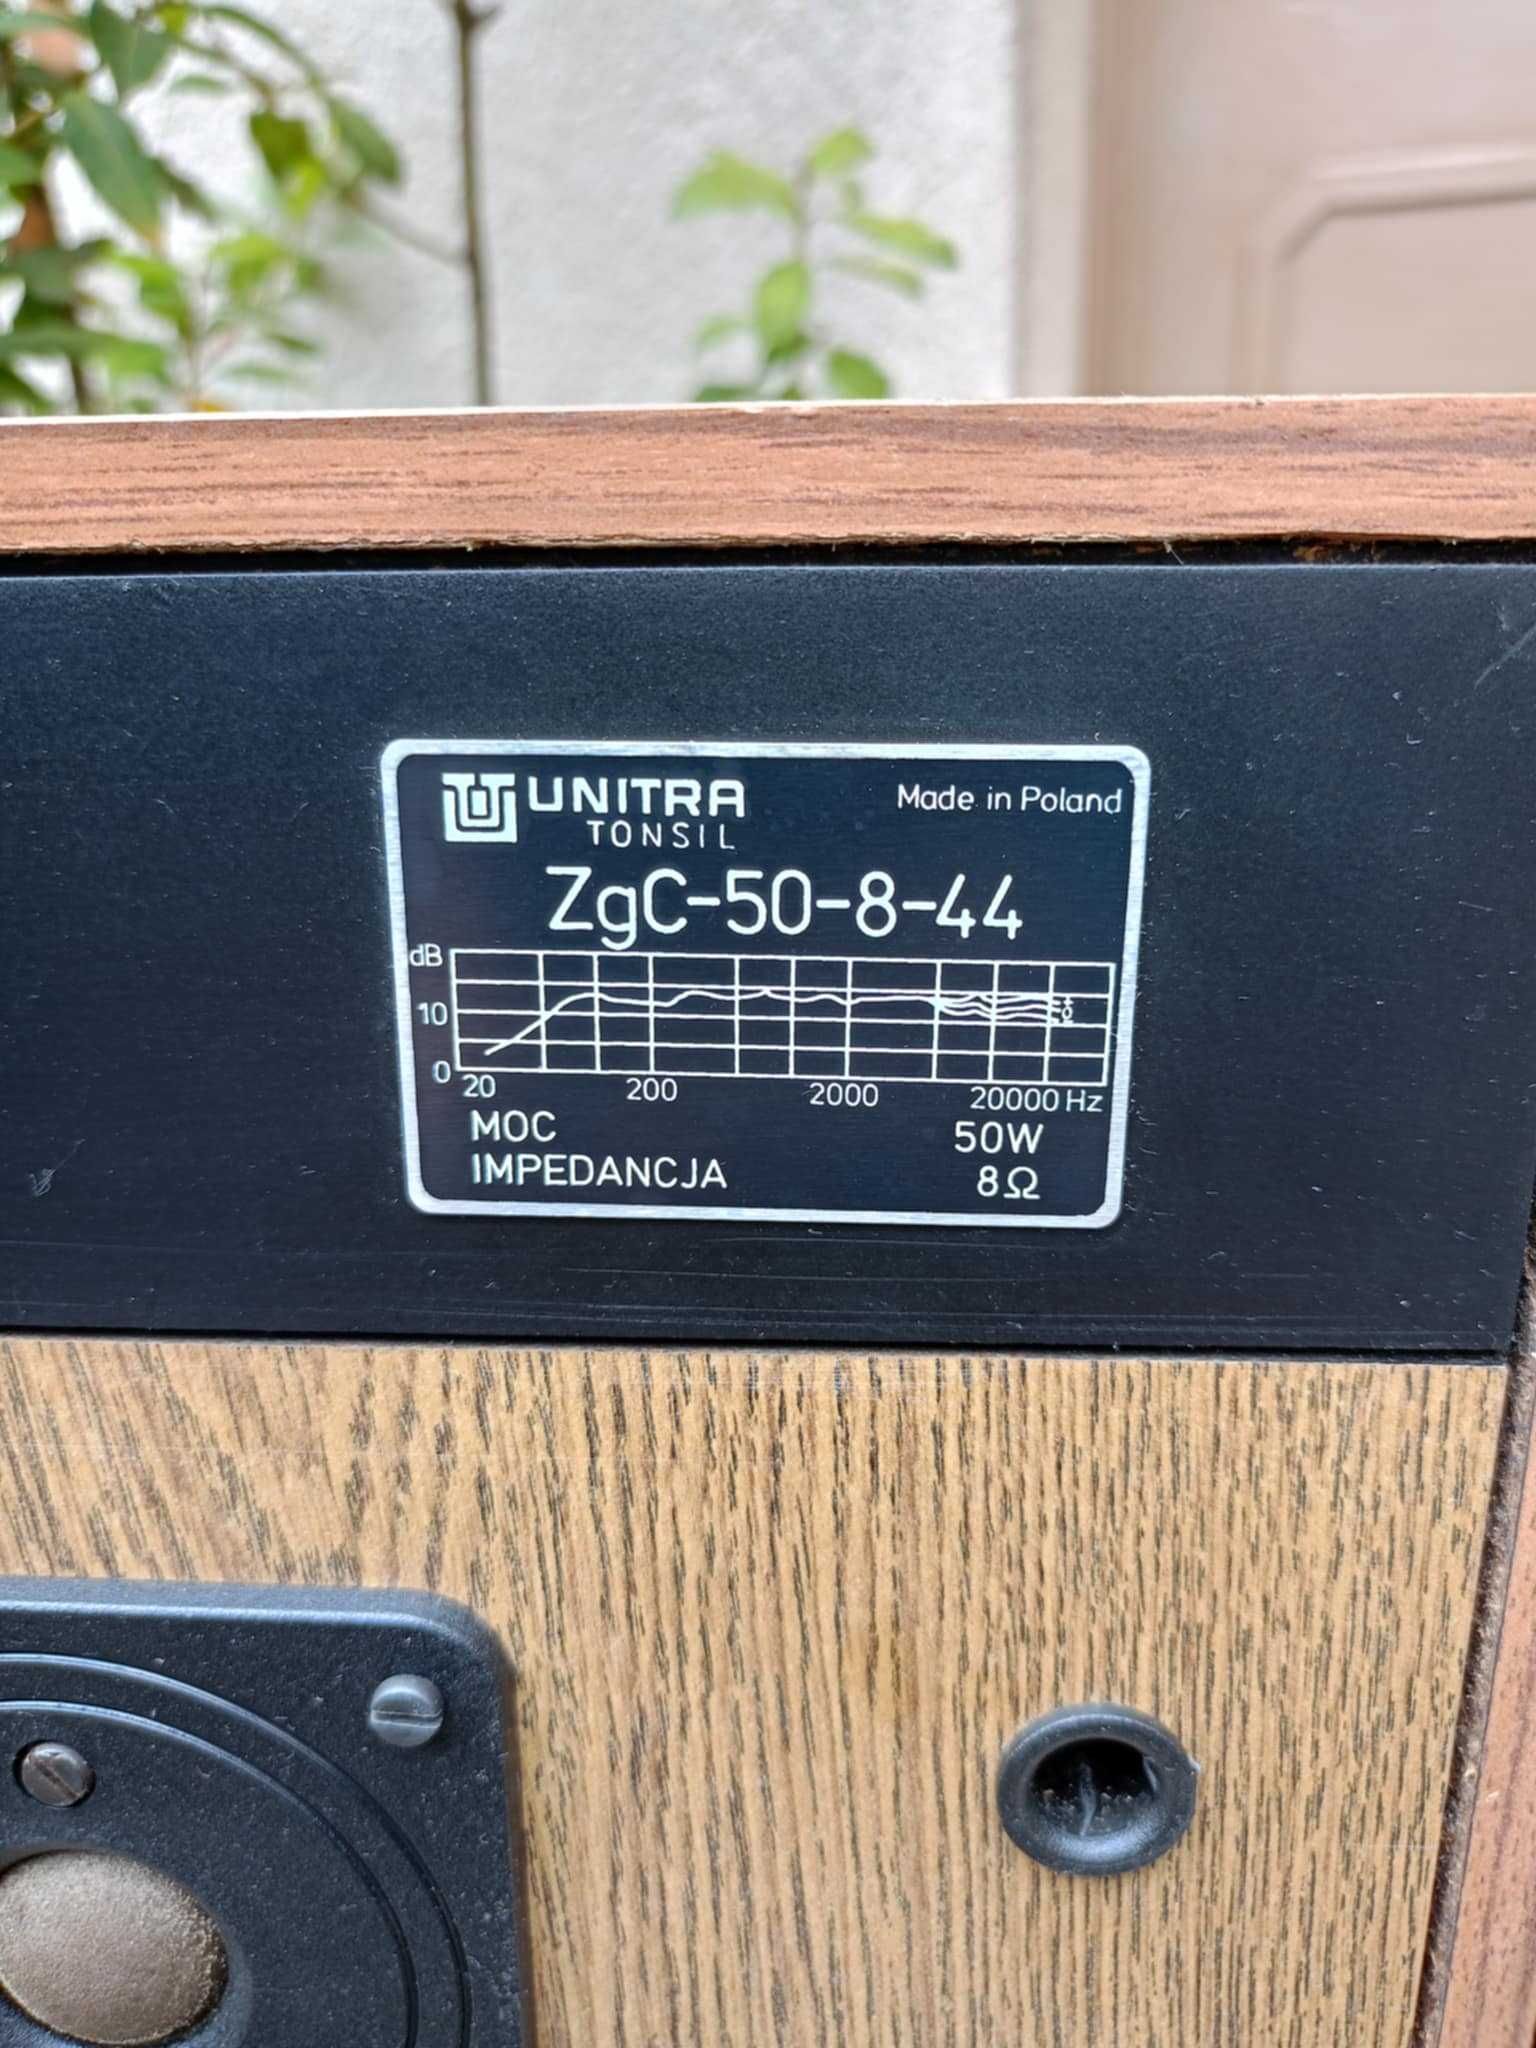 UNITRA
TONSIL
Made in Poland
ZgC-50-8-44
dB
10
0
20 200 2000 20000 Hz
MOC 50W
IMPEDANCJA 8Ω